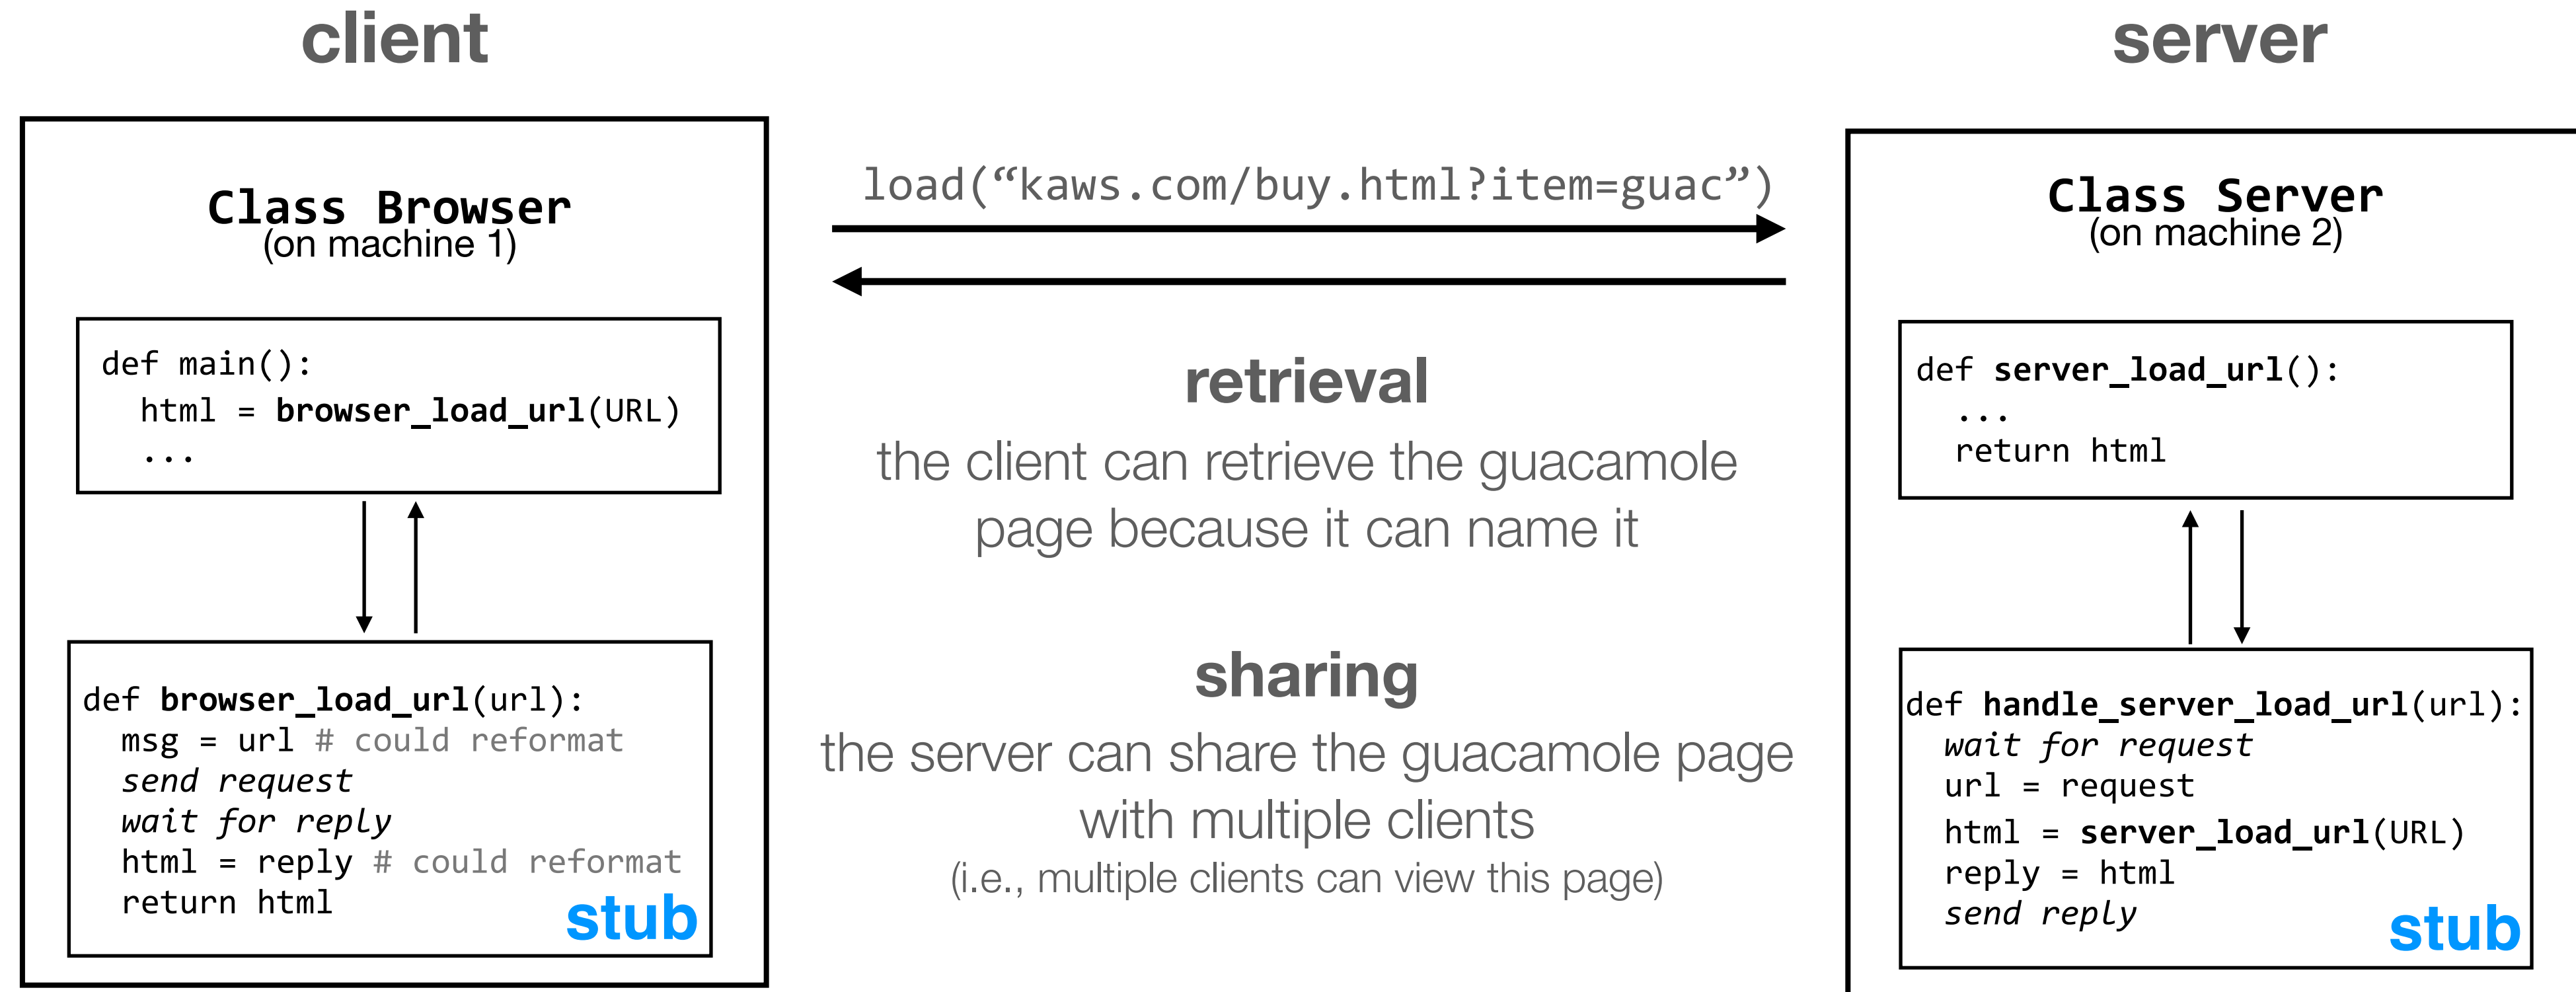 client
Class Browser
(on machine 1)
def main():
  html = browser_load_url(URL)
  ...
def browser_load_url(url):
  msg = url # could reformat
  send request
  wait for reply
  html = reply # could reformat
  return html
stub
load(“kaws.com/buy.html?item=guac”)
retrieval
the client can retrieve the guacamole
page because it can name it
sharing
the server can share the guacamole page
with multiple clients
(i.e., multiple clients can view this page)
server
Class Server
(on machine 2)
def server_load_url():
  ...
  return html
def handle_server_load_url(url):
  wait for request
  url = request
  html = server_load_url(URL)
  reply = html
  send reply
stub